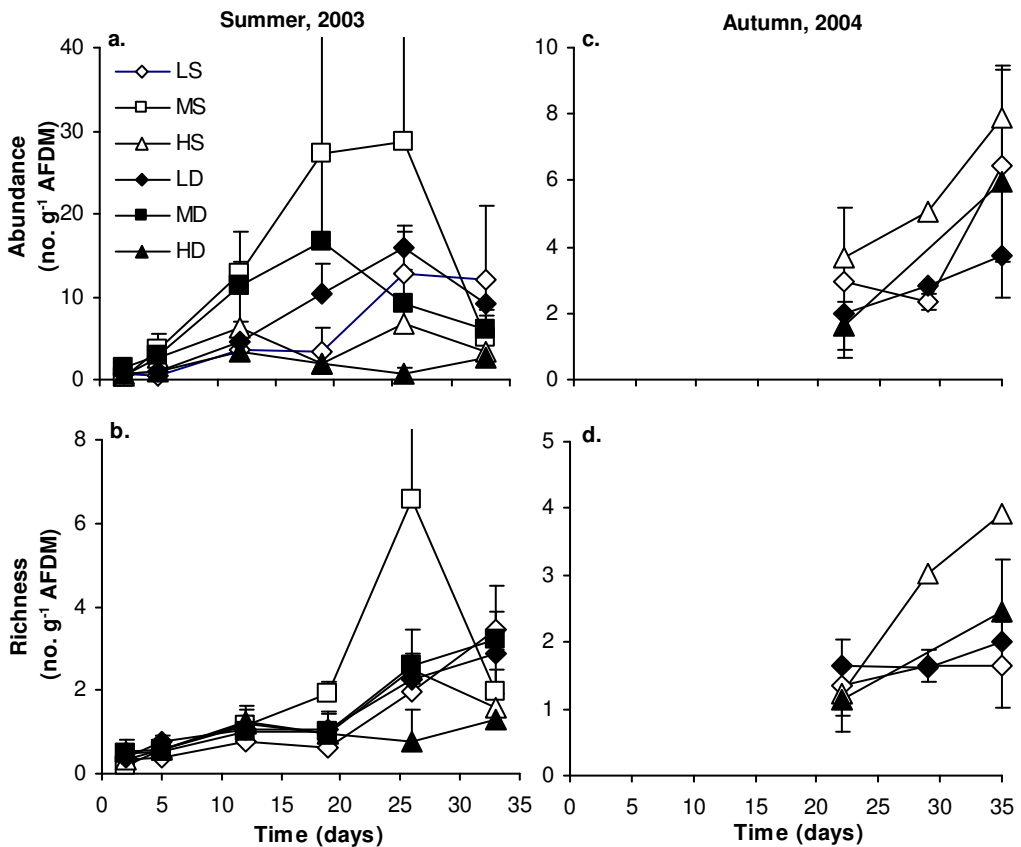 Summer, 2003
Autumn, 2004
a.
40
30
20
10
0
Abundance
(no. g⁻¹ AFDM)
LS
MS
HS
LD
MD
HD
c.
10
8
6
4
2
0
b.
8
6
4
2
0
Richness
(no. g⁻¹ AFDM)
0 5 10 15 20 25 30 35
Time (days)
d.
5
4
3
2
1
0
0 5 10 15 20 25 30 35
Time (days)